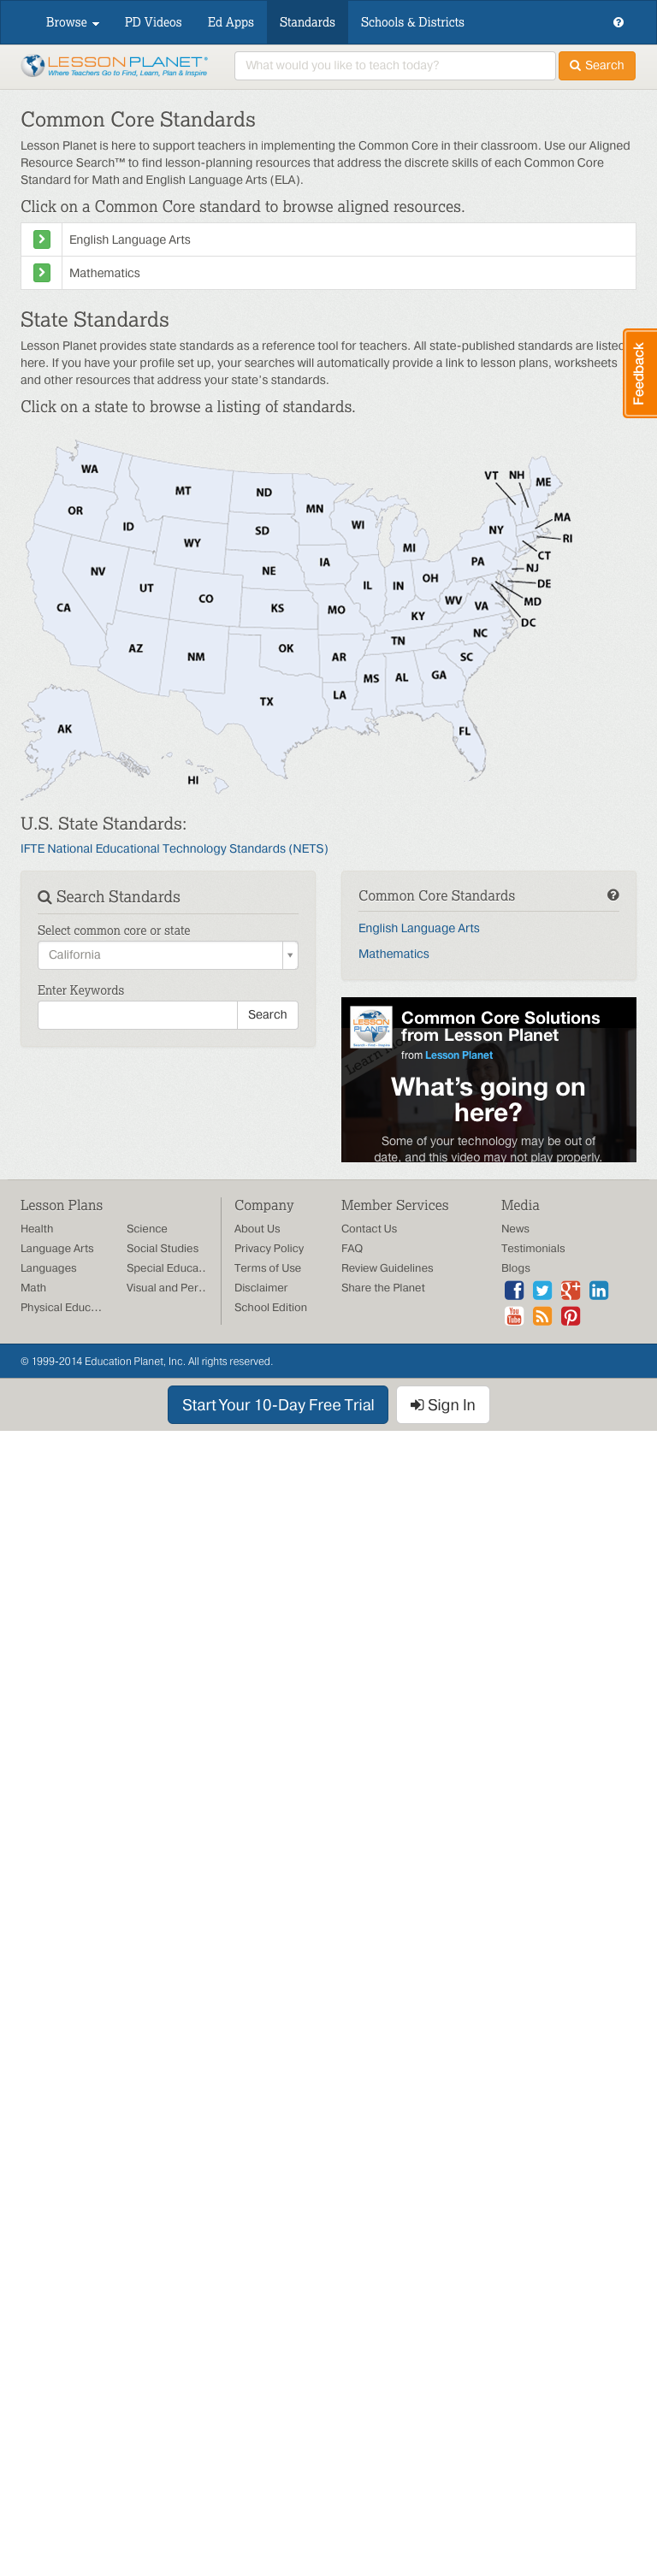 Browse
PD Videos
Ed Apps
Standards
Schools & Districts
LESSON PLANET®
Where Teachers Go to Find, Learn, Plan & Inspire
What would you like to teach today?
Search
Common Core Standards
Lesson Planet is here to support teachers in implementing the Common Core in their classroom. Use our Aligned
Resource Search™ to find lesson-planning resources that address the discrete skills of each Common Core
Standard for Math and English Language Arts (ELA).
Click on a Common Core standard to browse aligned resources.
English Language Arts
Mathematics
State Standards
Lesson Planet provides state standards as a reference tool for teachers. All state-published standards are listed
here. If you have your profile set up, your searches will automatically provide a link to lesson plans, worksheets
and other resources that address your state's standards.
Feedback
Click on a state to browse a listing of standards.
WA
OR
ID
MT
ND
MN
VT
NH
ME
SD
WI
NY
MA
RI
WY
MI
CT
NV
UT
NE
IA
PA
NJ
CA
CO
IL
IN
OH
DE
KS
MO
WV
VA
MD
KY
DC
AZ
NM
OK
AR
TN
NC
SC
TX
LA
MS
AL
GA
FL
AK
HI
U.S. State Standards:
IFTE National Educational Technology Standards (NETS)
Search Standards
Select common core or state
California
Enter Keywords
Search
Common Core Standards
English Language Arts
Mathematics
LESSON
PLANET
Common Core Solutions
from Lesson Planet
from Lesson Planet
What's going on
here?
Some of your technology may be out of
date, and this video may not play properly.
Lesson Plans
Health
Language Arts
Languages
Math
Physical Educ...
Science
Social Studies
Special Educa..
Visual and Per..
Company
About Us
Privacy Policy
Terms of Use
Disclaimer
School Edition
Member Services
Contact Us
FAQ
Review Guidelines
Share the Planet
Media
News
Testimonials
Blogs
You
Tube
© 1999-2014 Education Planet, Inc. All rights reserved.
Start Your 10-Day Free Trial
Sign In